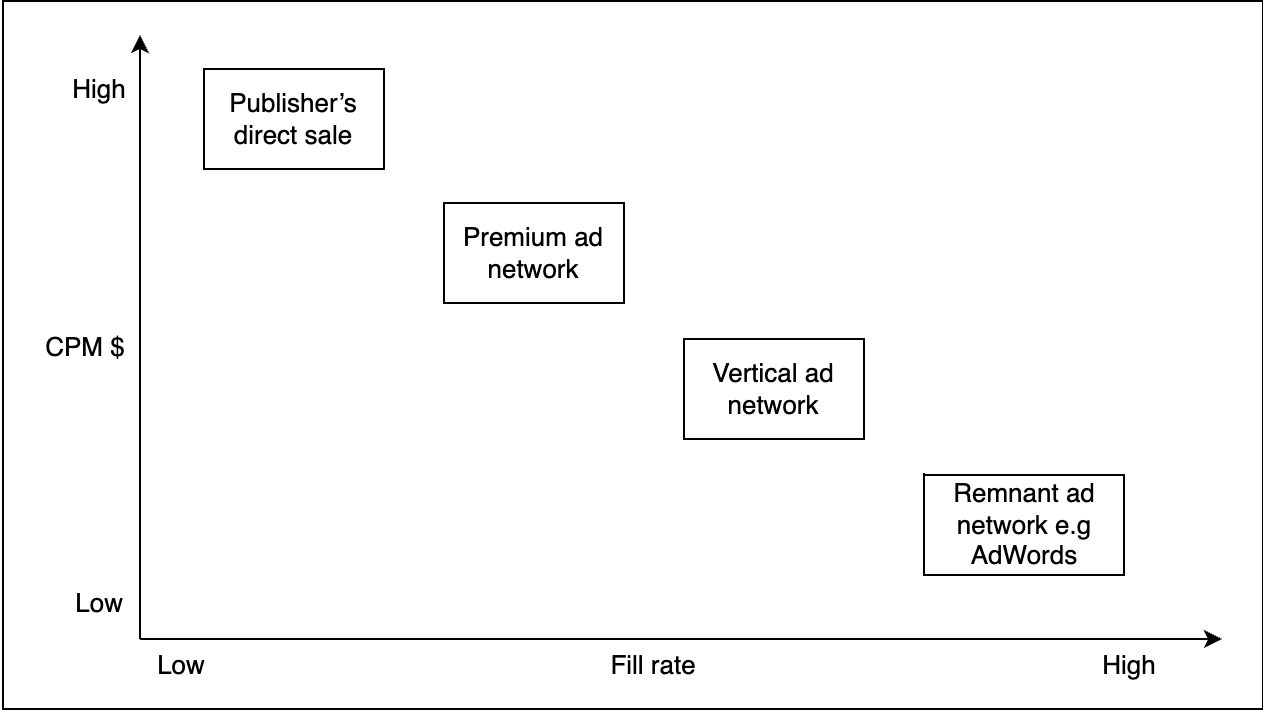 High
Publisher’s
direct sale
Premium ad
network
CPM $
Vertical ad
network
Remnant ad
network e.g
AdWords
Low
Low
Fill rate
High